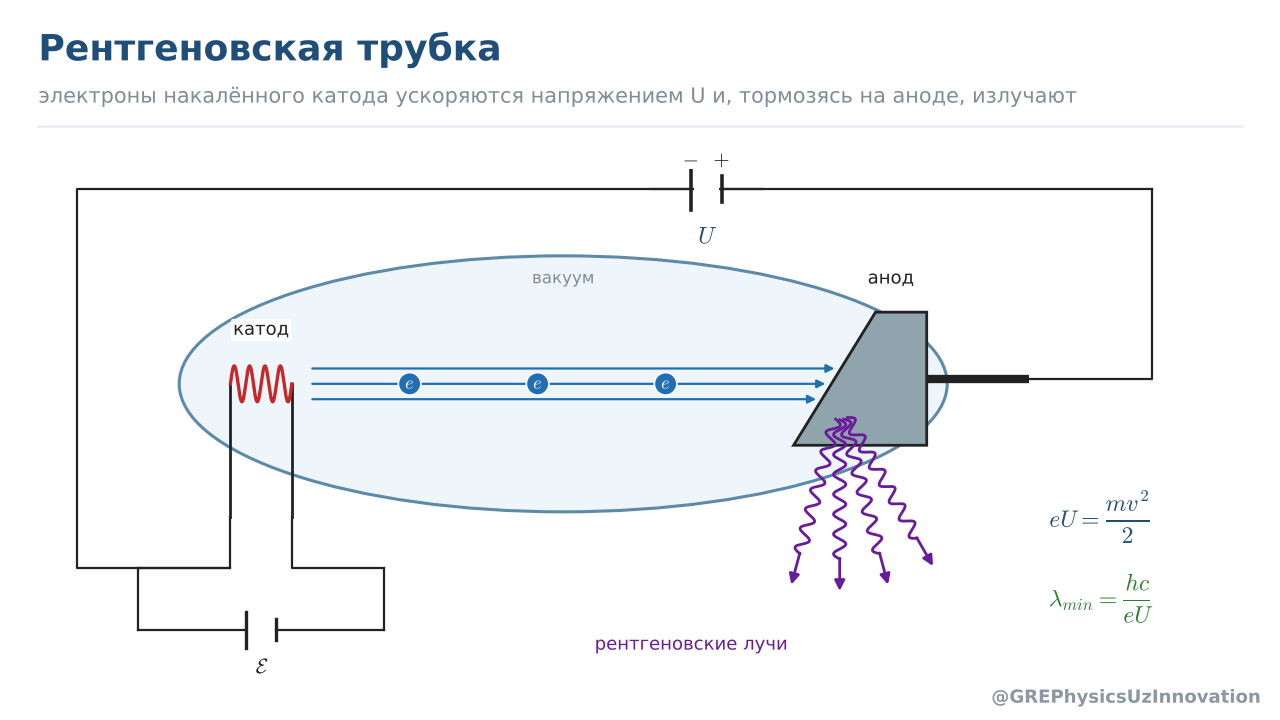 Рентгеновская трубка
электроны накалённого катода ускоряются напряжением U и, тормозясь на аноде, излучают
− +
U
вакуум
анод
катод
e e e
eU = mv²/2
λmin = hc/eU
рентгеновские лучи
ℰ
@GREPhysicsUzInnovation